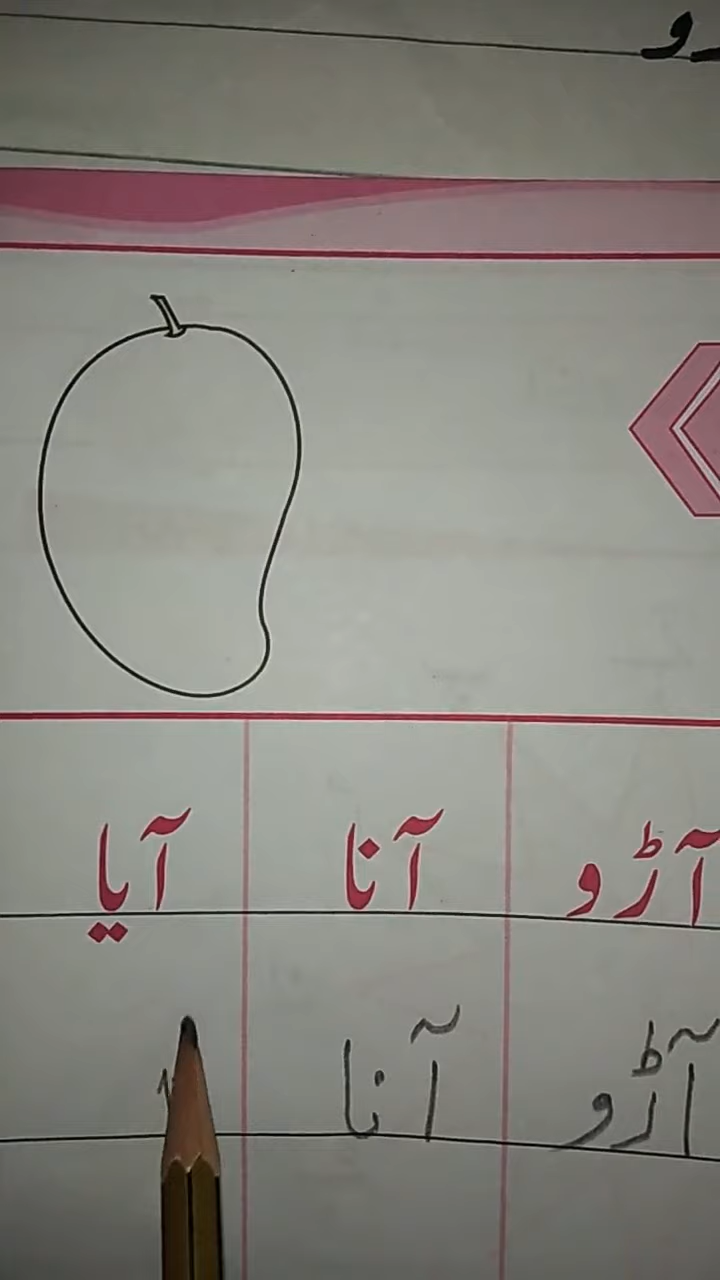 و
آڑو آنا آیا
آڑو آنا